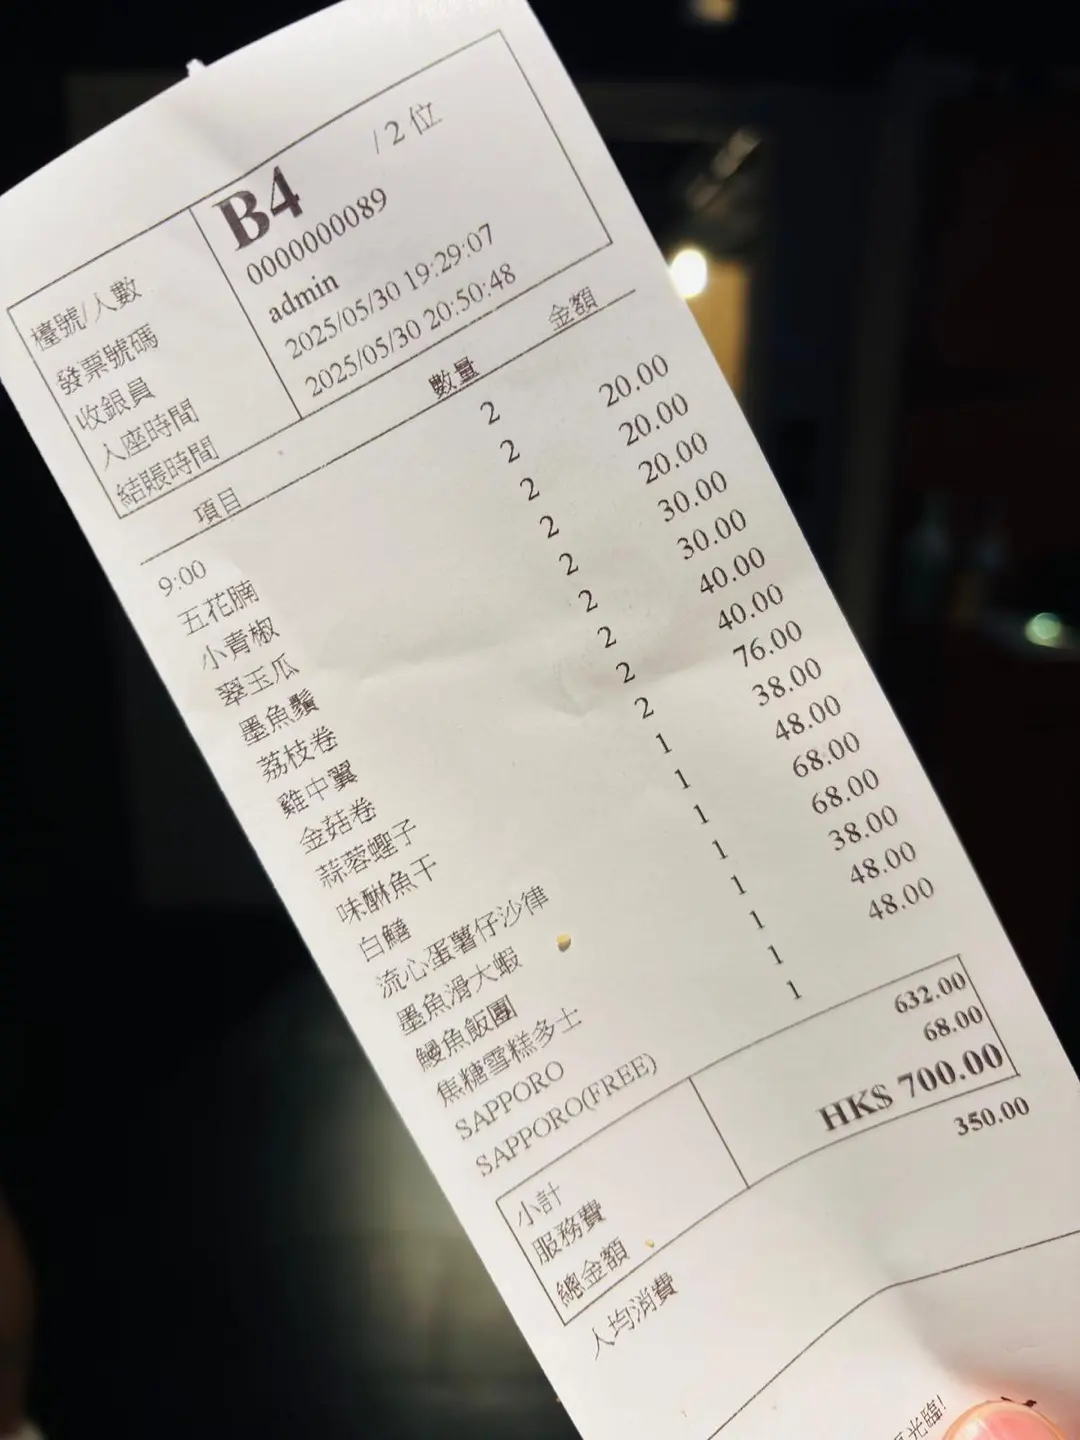 檯號/人數 B4 /2 位
發票號碼 0000000089
收銀員 admin
入座時間 2025/05/30 19:29:07
結賬時間 2025/05/30 20:50:48
項目 數量 金額
9:00 2
五花腩 2 20.00
小青椒 2 20.00
翠玉瓜 2 20.00
墨魚鬚 2 30.00
荔枝卷 2 30.00
雞中翼 2 40.00
金菇卷 2 40.00
蒜蓉蟶子 2 76.00
味醂魚干 1 38.00
白鱔 1 48.00
流心蛋薯仔沙律 1 68.00
墨魚滑大蝦 1 68.00
鰻魚飯團 1 38.00
焦糖雪糕多士 1 48.00
SAPPORO 1 48.00
SAPPORO(FREE) 1
小計 632.00
服務費 68.00
總金額 HK$ 700.00
人均消費 350.00
光臨!